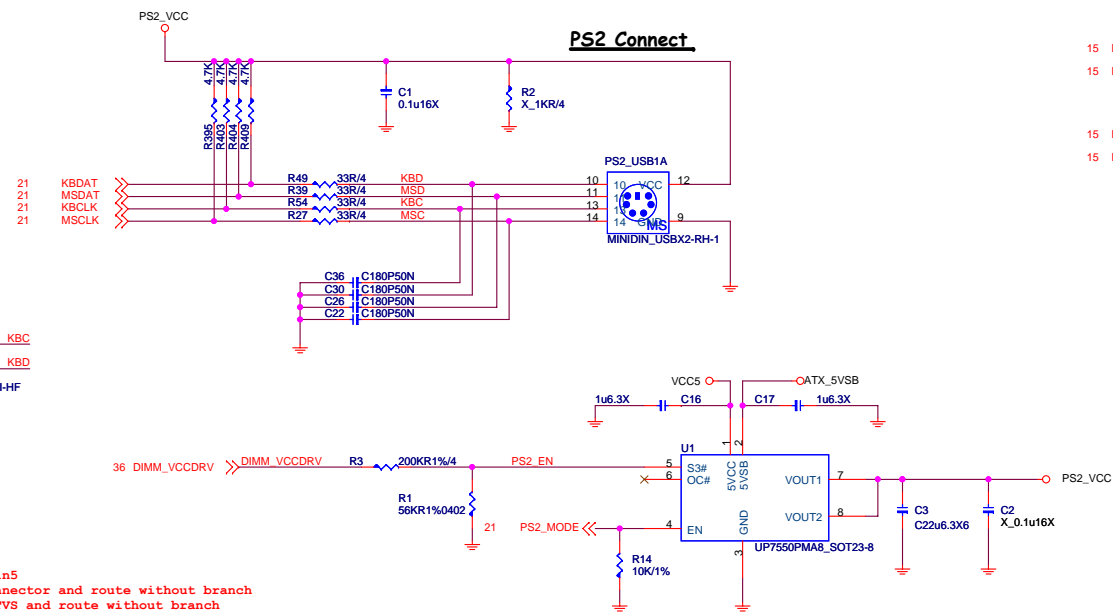 PS2_VCC
PS2 Connect
15
15
15
15
4.7K
4.7K
4.7K
4.7K
R395
R403
R404
R409
C1
0.1u16X
R2
X_1KR/4
PS2_USB1A
21 KBDAT R49 33R/4 KBD 10 10 VCC 12
21 MSDAT R39 33R/4 MSD 11
21 KBCLK R54 33R/4 KBC 13
21 MSCLK R27 33R/4 MSC 14 14 9
MS
MINIDIN_USBX2-RH-1
C36 C180P50N
C30 C180P50N
C26 C180P50N
C22 C180P50N
KBC
KBD
-HF
VCC5
ATX_5VSB
1u6.3X C16 C17 1u6.3X
1 2
U1
36 DIMM_VCCDRV DIMM_VCCDRV R3 200KR1%/4 PS2_EN 5 S3#
6 OC#
5VCC
5VSB
VOUT1 7
PS2_VCC
R1
56KR1%0402
21 PS2_MODE 4 EN
GND
3
VOUT2 8
C3
C22u6.3X6
C2
X_0.1u16X
UP7550PMA8_SOT23-8
R14
10K/1%
n5
nnector and route without branch
TVS and route without branch